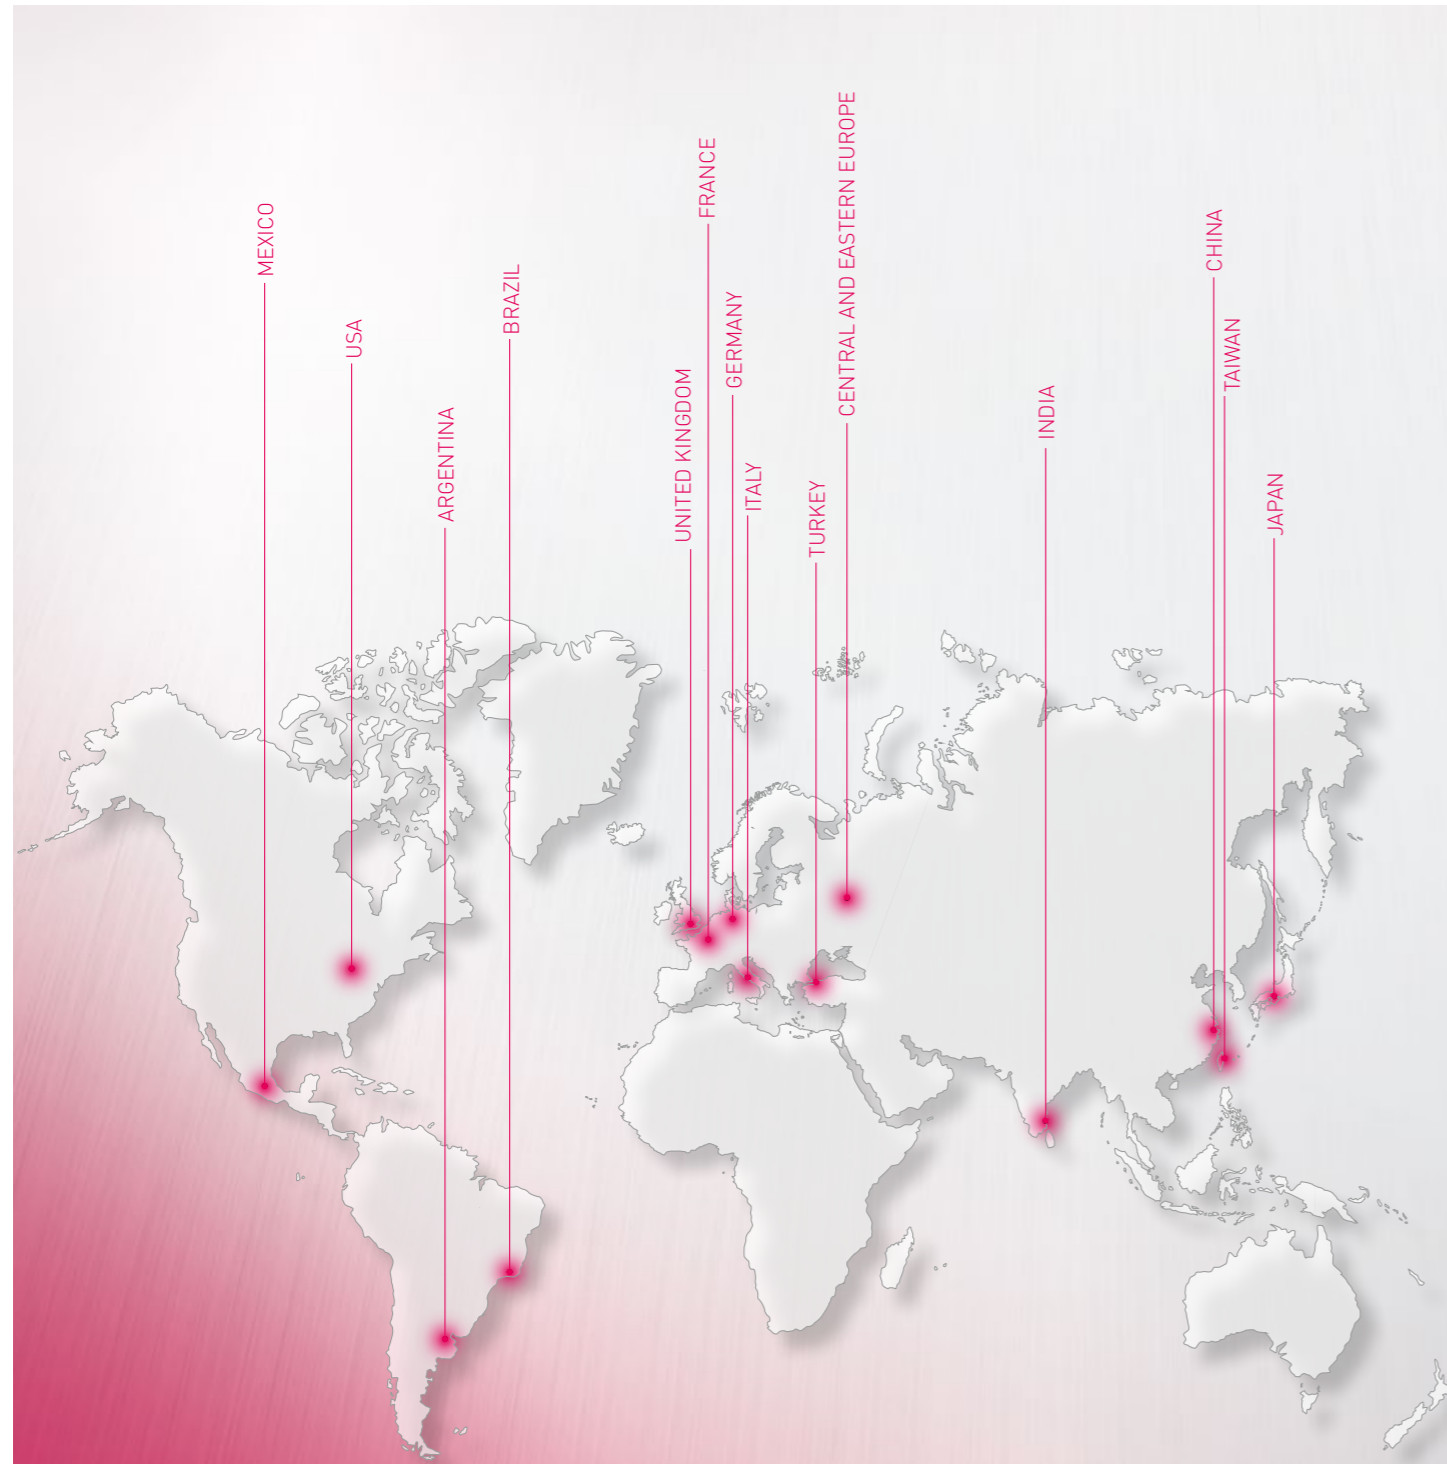 MEXICO
USA
ARGENTINA
BRAZIL
UNITED KINGDOM
FRANCE
GERMANY
ITALY
TURKEY
CENTRAL AND EASTERN EUROPE
INDIA
CHINA
TAIWAN
JAPAN